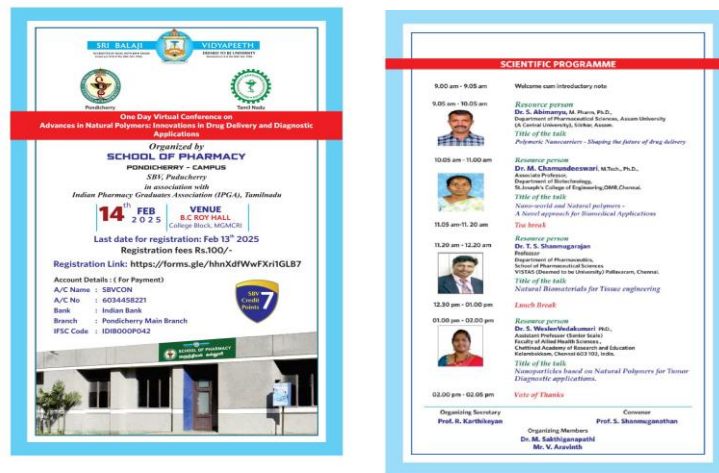 SRI BALAJI
VIDYAPEETH
DEEMED TO BE UNIVERSITY
Pondicherry
Tamil Nadu
One Day Virtual Conference on
Advances in Natural Polymers: Innovations in Drug Delivery and Diagnostic
Applications
Organized by
SCHOOL OF PHARMACY
PONDICHERRY - CAMPUS
SBV, Puducherry
in association with
Indian Pharmacy Graduates Association (IPGA), Tamilnadu
14th FEB
2025
VENUE
B.C ROY HALL
College Block, MGMCRI
Last date for registration: Feb 13th 2025
Registration fees Rs.100/-
Registration Link: https://forms.gle/hhnXdfWwFXri1GLB7
Account Details : ( For Payment)
A/C Name : SBVCON
A/C No : 6034458221
Bank : Indian Bank
Branch : Pondicherry Main Branch
IFSC Code : IDIB000P042
SBV
Credit
Points
7
SCHOOL OF PHARMACY
SCIENTIFIC PROGRAMME
9.00 am - 9.05 am Welcome cum introductory note
9.05 am - 10.05 am Resource person
Dr. S. Abimanyu, M. Pharm, Ph.D.,
Department of Pharmaceutical Sciences, Assam University
(A Central University), Silchar, Assam.
Title of the talk
Polymeric Nanocarriers - Shaping the future of drug delivery
10.05 am - 11.00 am Resource person
Dr. M. Chamundeeswari, M.Tech., Ph.D.,
Associate Professor,
Department of Biotechnology,
St.Joseph's College of Engineering,OMR,Chennai.
Title of the talk
Nano-world and Natural polymers -
A Novel approach for Biomedical Applications
11.05 am-11. 20 am Tea break
11.20 am - 12.20 am Resource person
Dr. T. S. Shanmugarajan
Professor
Department of Pharmaceutics,
School of Pharmaceutical Sciences
VISTAS (Deemed to be University) Pallavaram, Chennai.
Title of the talk
Natural Biomaterials for Tissue engineering
12.30 pm - 01.00 pm Lunch Break
01.00 pm - 02.00 pm Resource person
Dr. S. WeslenVedakumari PhD.,
Assistant Professor (Senior Scale)
Faculty of Allied Health Sciences ,
Chettinad Academy of Research and Education
Kelambakkam, Chennai 603 103, India.
Title of the talk
Nanoparticles based on Natural Polymers for Tumor
Diagnostic applications.
02.00 pm - 02.05 pm Vote of Thanks
Organizing Secretary
Prof. R. Karthikeyan
Convenor
Prof. S. Shanmuganathan
Organizing Members
Dr. M. Sakthiganapathi
Mr. V. Aravinth